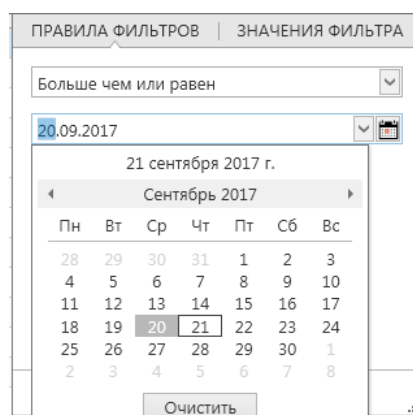 ПРАВИЛА ФИЛЬТРОВ | ЗНАЧЕНИЯ ФИЛЬТРА
Больше чем или равен
20.09.2017
21 сентября 2017 г.
Сентябрь 2017
Пн Вт Ср Чт Пт Сб Вс
28 29 30 31 1 2 3
4 5 6 7 8 9 10
11 12 13 14 15 16 17
18 19 20 21 22 23 24
25 26 27 28 29 30 1
2 3 4 5 6 7 8
Очистить